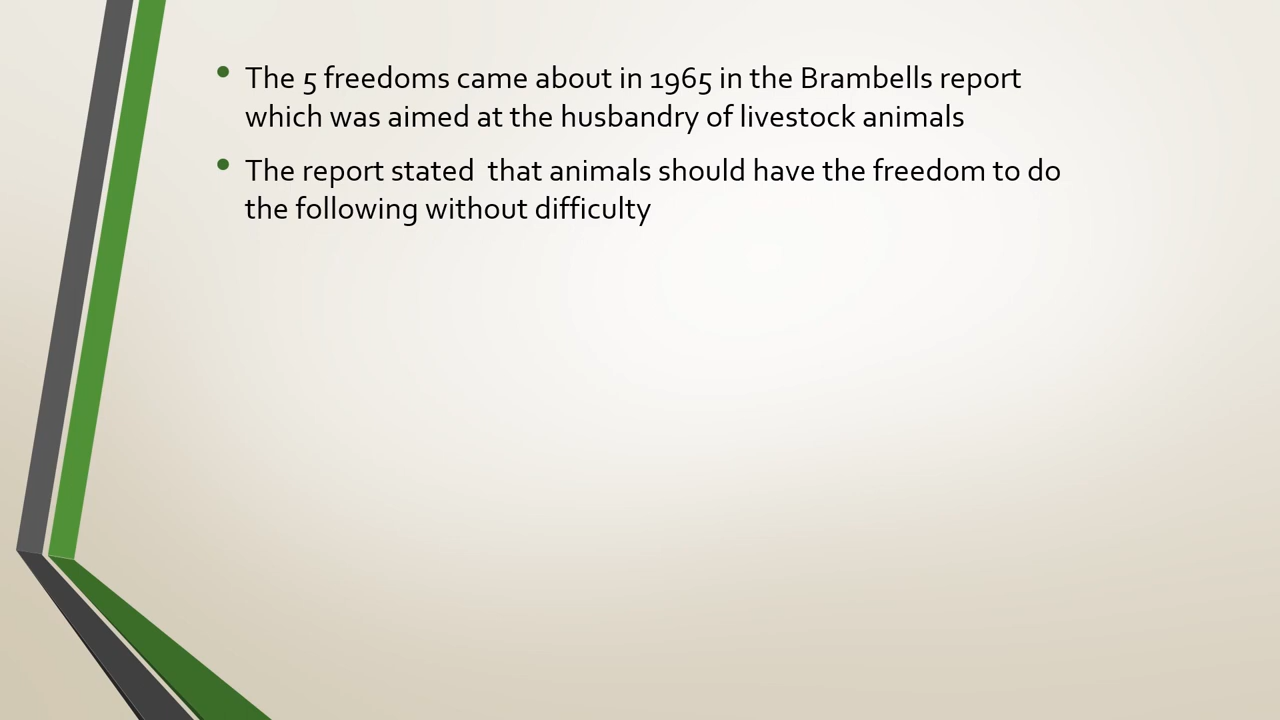 The 5 freedoms came about in 1965 in the Brambells report
which was aimed at the husbandry of livestock animals
The report stated  that animals should have the freedom to do
the following without difficulty